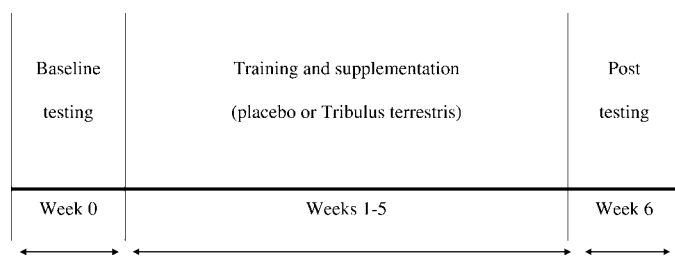 Baseline
testing
Training and supplementation
(placebo or Tribulus terrestris)
Post
testing
Week 0
Weeks 1-5
Week 6